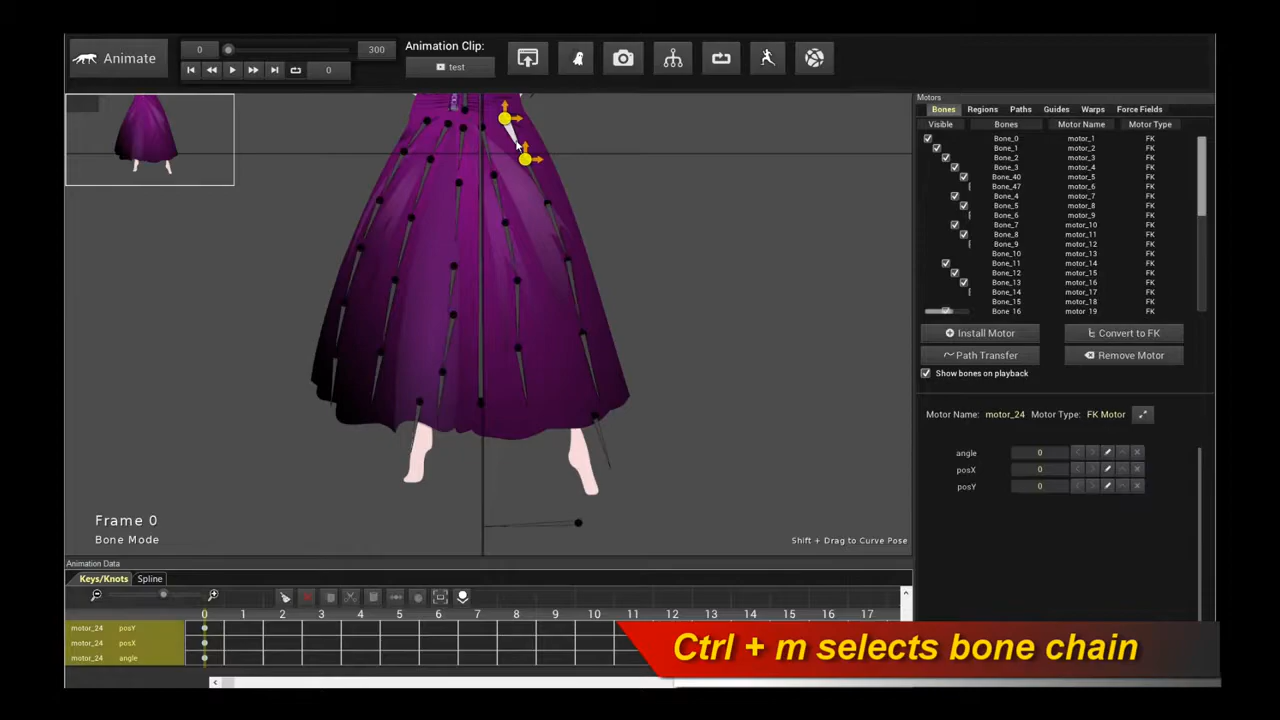 Animate
0
300
0
Animation Clip:
test
Motors
Bones Regions Paths Guides Warps Force Fields
Visible Bones Motor Name Motor Type
Bone_0 motor_1 FK
Bone_1 motor_2 FK
Bone_2 motor_3 FK
Bone_3 motor_4 FK
Bone_40 motor_5 FK
Bone_47 motor_6 FK
Bone_4 motor_7 FK
Bone_5 motor_8 FK
Bone_6 motor_9 FK
Bone_7 motor_10 FK
Bone_8 motor_11 FK
Bone_9 motor_12 FK
Bone_10 motor_13 FK
Bone_11 motor_14 FK
Bone_12 motor_15 FK
Bone_13 motor_16 FK
Bone_14 motor_17 FK
Bone_15 motor_18 FK
Bone_16 motor_19 FK
Install Motor Convert to FK
Path Transfer Remove Motor
Show bones on playback
Motor Name: motor_24 Motor Type: FK Motor
angle 0
posX 0
posY 0
Frame 0
Bone Mode
Shift + Drag to Curve Pose
Animation Data
Keys/Knots Spline
0 1 2 3 4 5 6 7 8 9 10 11 12 13 14 15 16 17
motor_24 posY
motor_24 posX
motor_24 angle
Ctrl + m selects bone chain